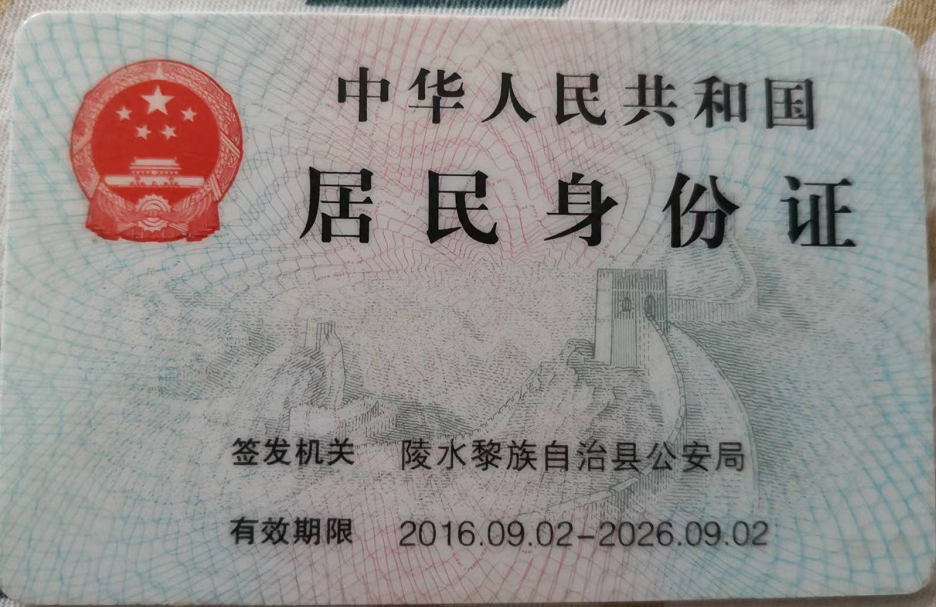 中华人民共和国
居民身份证
签发机关 陵水黎族自治县公安局
有效期限 2016.09.02-2026.09.02